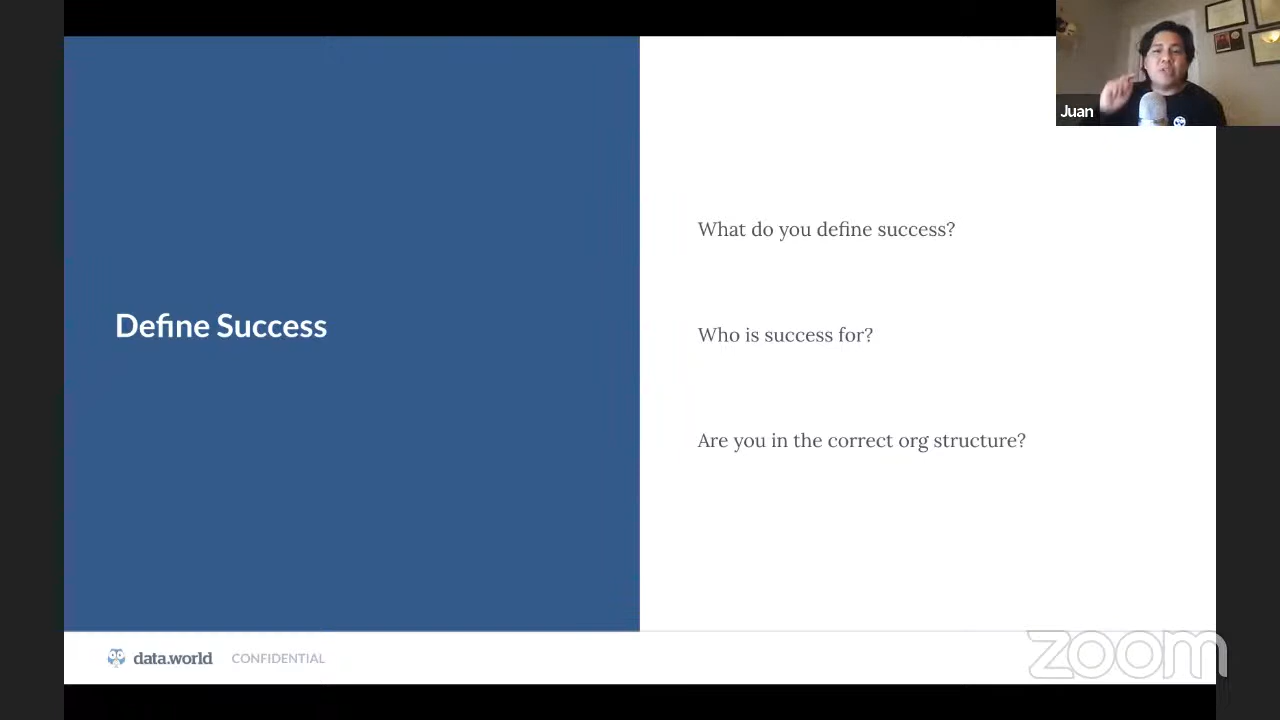 Juan
Define Success
What do you define success?
Who is success for?
Are you in the correct org structure?
data.world CONFIDENTIAL
zoom